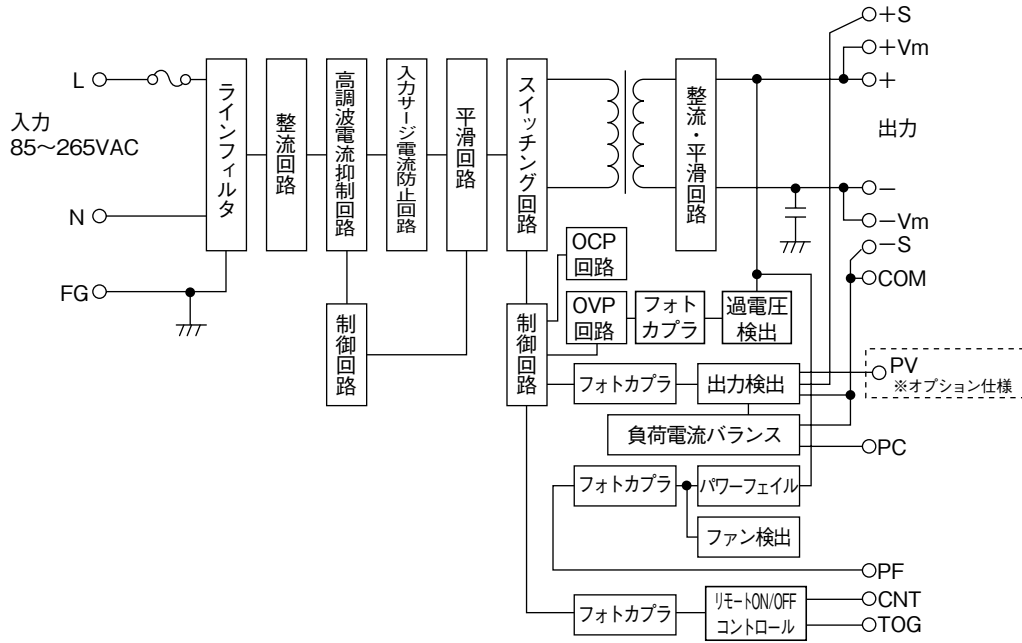 L
入力
85~265VAC
N
FG
ラインフィルタ
整流回路
高調波電流抑制回路
入力サージ電流防止回路
平滑回路
スイッチング回路
整流・平滑回路
+S
+Vm
+
出力
−
−Vm
−S
COM
OCP
回路
OVP
回路
フォト
カプラ
過電圧
検出
制御回路
制御回路
フォトカプラ
出力検出
PV
※オプション仕様
負荷電流バランス
PC
フォトカプラ
パワーフェイル
ファン検出
PF
フォトカプラ
リモートON/OFF
コントロール
CNT
TOG